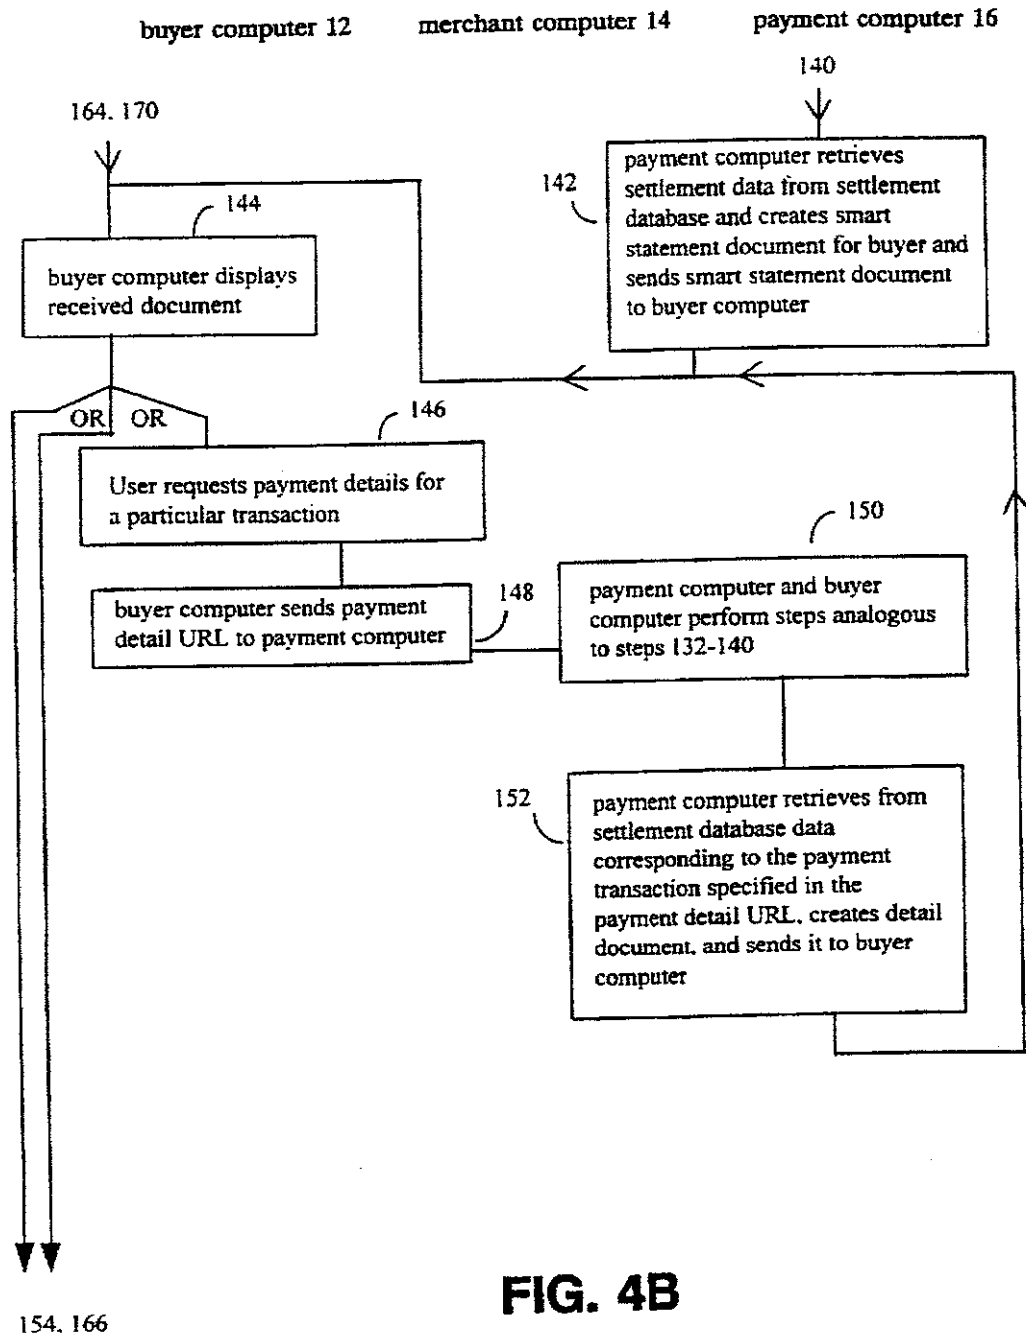 buyer computer 12 merchant computer 14 payment computer 16
140
164, 170
payment computer retrieves
settlement data from settlement
database and creates smart
statement document for buyer and
sends smart statement document
to buyer computer
142
144
buyer computer displays
received document
OR OR
146
User requests payment details for
a particular transaction
150
buyer computer sends payment
detail URL to payment computer
148
payment computer and buyer
computer perform steps analogous
to steps 132-140
152
payment computer retrieves from
settlement database data
corresponding to the payment
transaction specified in the
payment detail URL, creates detail
document, and sends it to buyer
computer
154, 166
FIG. 4B